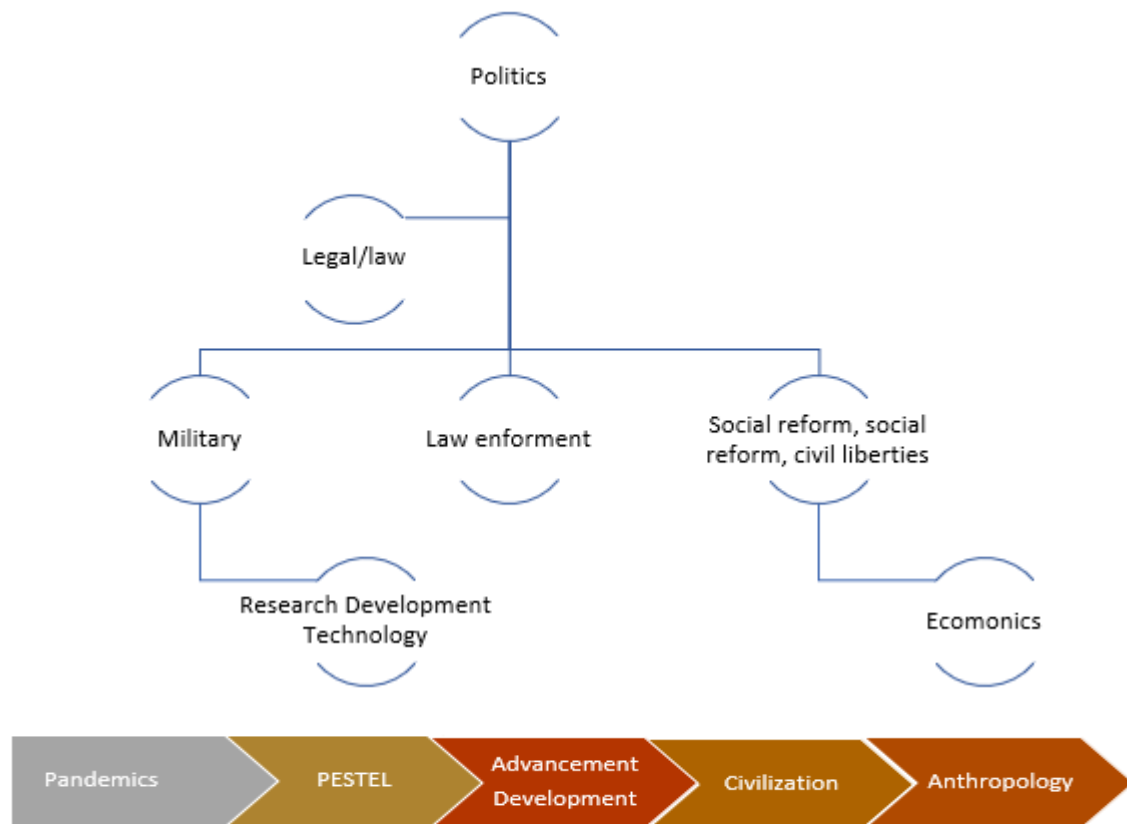 Politics
Legal/law
Military
Law enforment
Social reform, social
reform, civil liberties
Research Development
Technology
Ecomonics
Pandemics
PESTEL
Advancement
Development
Civilization
Anthropology